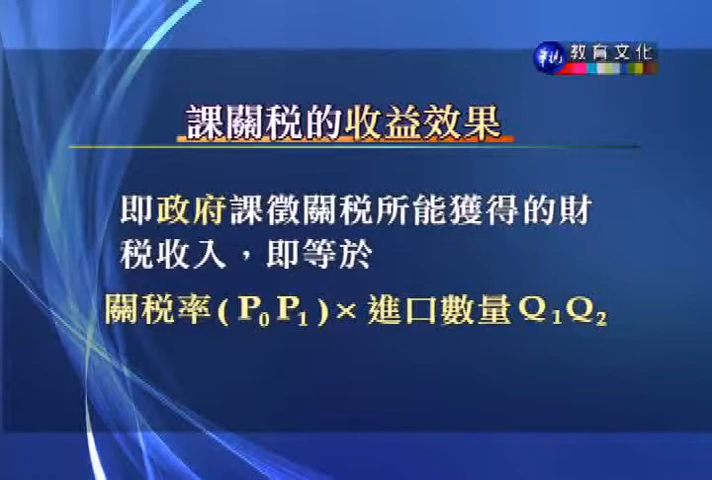 華視 教育文化
課關稅的收益效果
即政府課徵關稅所能獲得的財
稅收入，即等於
關稅率(P₀P₁)×進口數量Q₁Q₂